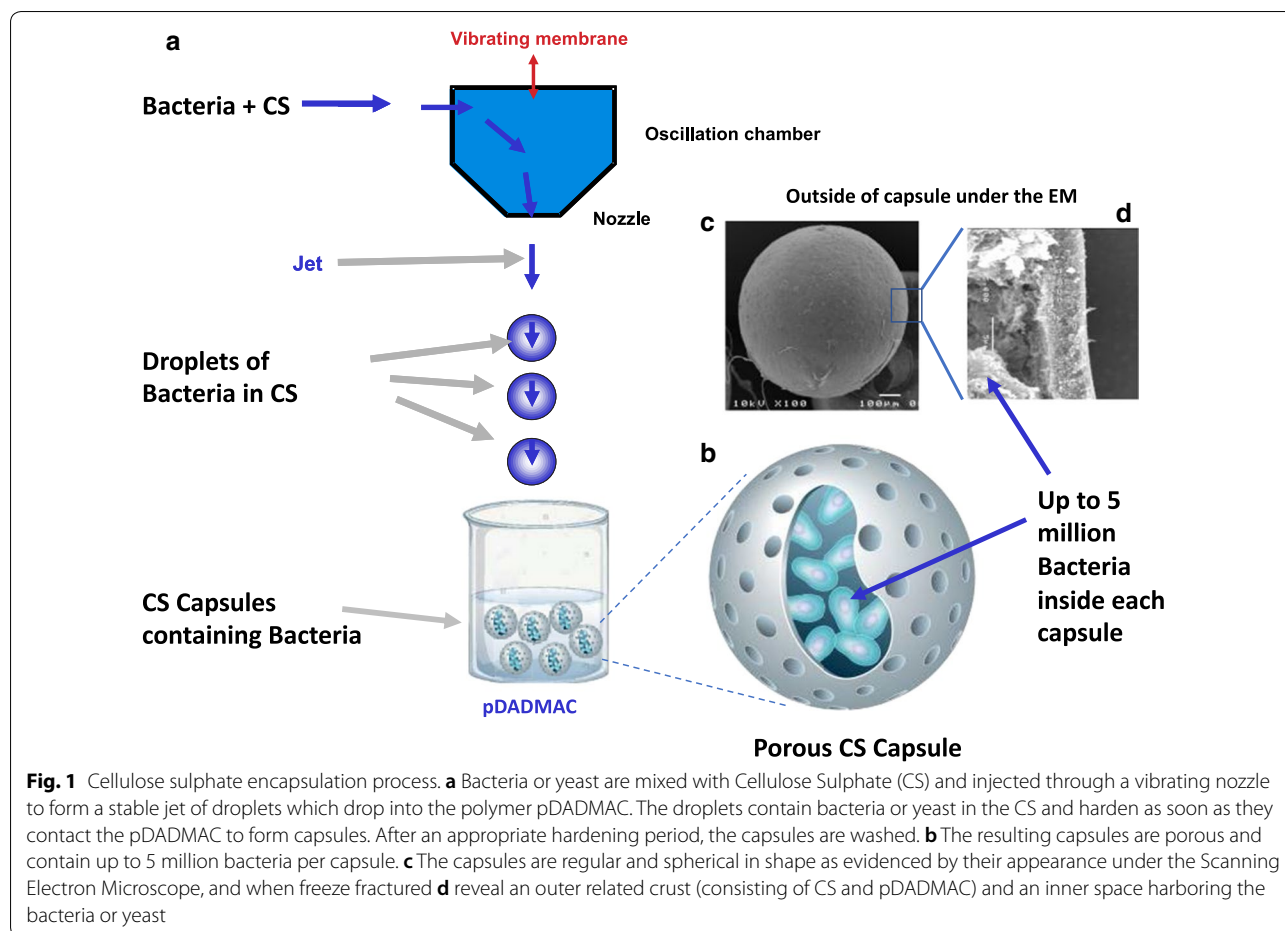 a
Vibrating membrane
Bacteria + CS
Oscillation chamber
Nozzle
Outside of capsule under the EM
c
d
Jet
Droplets of
Bacteria in CS
10kV X100 100µm
b
Up to 5
million
Bacteria
inside each
capsule
CS Capsules
containing Bacteria
pDADMAC
Porous CS Capsule
Fig. 1 Cellulose sulphate encapsulation process. a Bacteria or yeast are mixed with Cellulose Sulphate (CS) and injected through a vibrating nozzle
to form a stable jet of droplets which drop into the polymer pDADMAC. The droplets contain bacteria or yeast in the CS and harden as soon as they
contact the pDADMAC to form capsules. After an appropriate hardening period, the capsules are washed. b The resulting capsules are porous and
contain up to 5 million bacteria per capsule. c The capsules are regular and spherical in shape as evidenced by their appearance under the Scanning
Electron Microscope, and when freeze fractured d reveal an outer related crust (consisting of CS and pDADMAC) and an inner space harboring the
bacteria or yeast